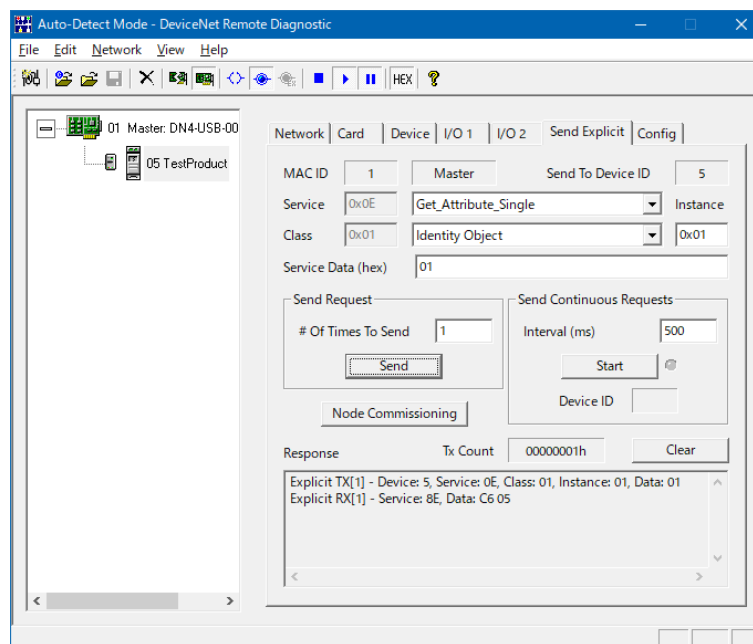 Auto-Detect Mode - DeviceNet Remote Diagnostic
File Edit Network View Help
HEX
01 Master: DN4-USB-00
05 TestProduct
Network Card Device I/O 1 I/O 2 Send Explicit Config
MAC ID 1 Master Send To Device ID 5
Service 0x0E Get_Attribute_Single Instance
Class 0x01 Identity Object 0x01
Service Data (hex) 01
Send Request Send Continuous Requests
# Of Times To Send 1 Interval (ms) 500
Send Start
Node Commissioning Device ID
Response Tx Count 00000001h Clear
Explicit TX[1] - Device: 5, Service: 0E, Class: 01, Instance: 01, Data: 01
Explicit RX[1] - Service: 8E, Data: C6 05